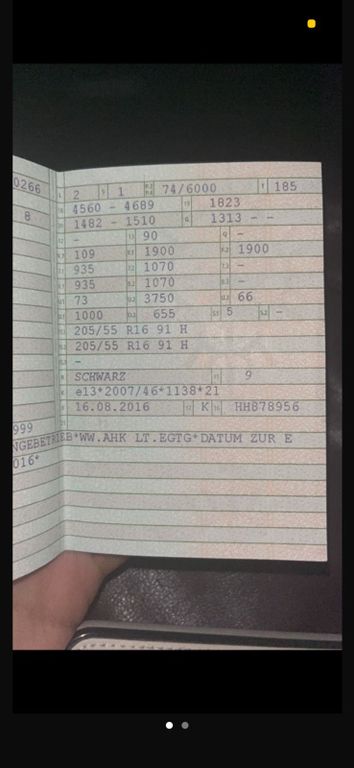 0266
8
999
NGEBETRIEB*WW.AHK LT.EGTG*DATUM ZUR E
016*
2 1 74/6000 185
4560 - 4689 1823
1482 - 1510 1313 - -
- 90 -
109 1900 1900
935 1070 -
935 1070 -
73 3750 66
1000 655 5 -
205/55 R16 91 H
205/55 R16 91 H
-
SCHWARZ 9
e13*2007/46*1138*21
16.08.2016 K HH878956